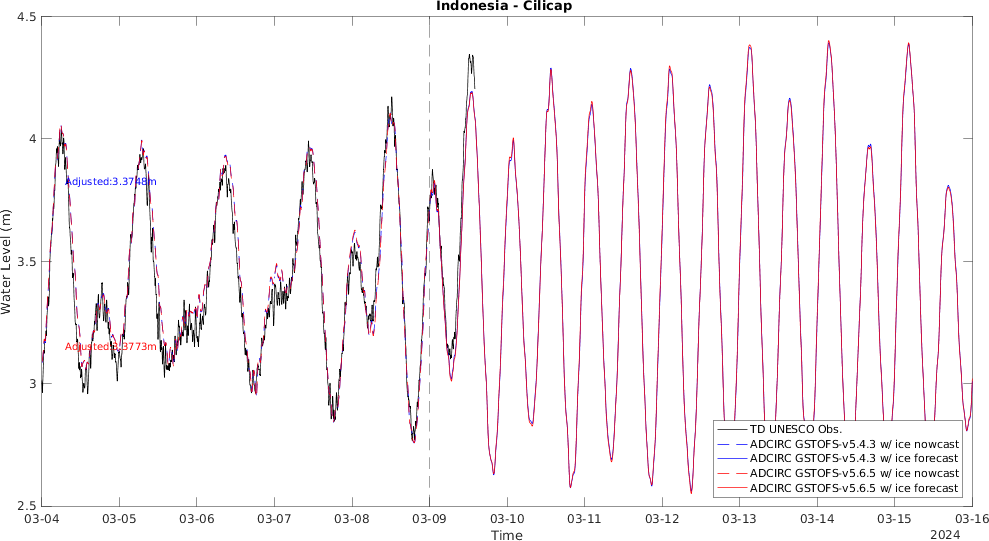 Indonesia - Cilicap
4.5
4
3.5
3
2.5
Water Level (m)
Adjusted:3.3748m
Adjusted:3.3773m
TD UNESCO Obs.
ADCIRC GSTOFS-v5.4.3 w/ ice nowcast
ADCIRC GSTOFS-v5.4.3 w/ ice forecast
ADCIRC GSTOFS-v5.6.5 w/ ice nowcast
ADCIRC GSTOFS-v5.6.5 w/ ice forecast
03-04 03-05 03-06 03-07 03-08 03-09 03-10 03-11 03-12 03-13 03-14 03-15 03-16
Time
2024